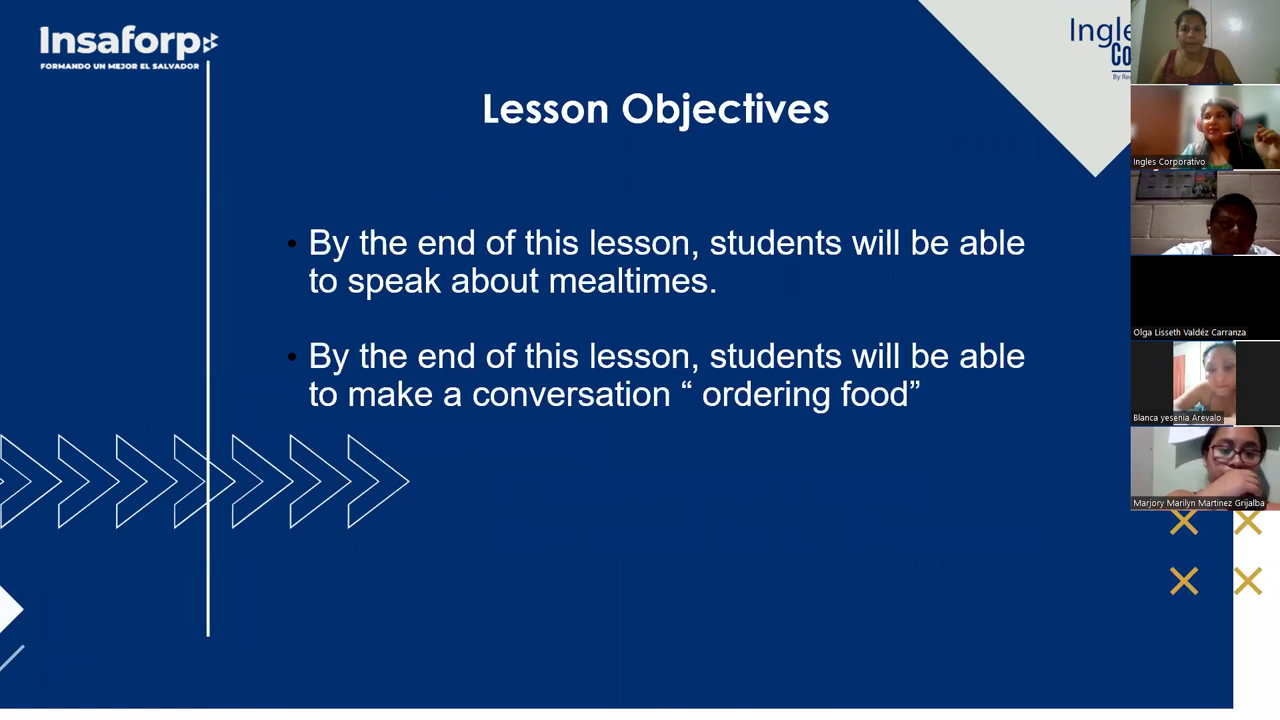 Insaforp
FORMANDO UN MEJOR EL SALVADOR
Lesson Objectives
• By the end of this lesson, students will be able
to speak about mealtimes.
• By the end of this lesson, students will be able
to make a conversation “ ordering food”
Ingles Corporativo
Olga Lisseth Valdéz Carranza
Blanca yesenia Arevalo
Marjory Marilyn Martinez Grijalba